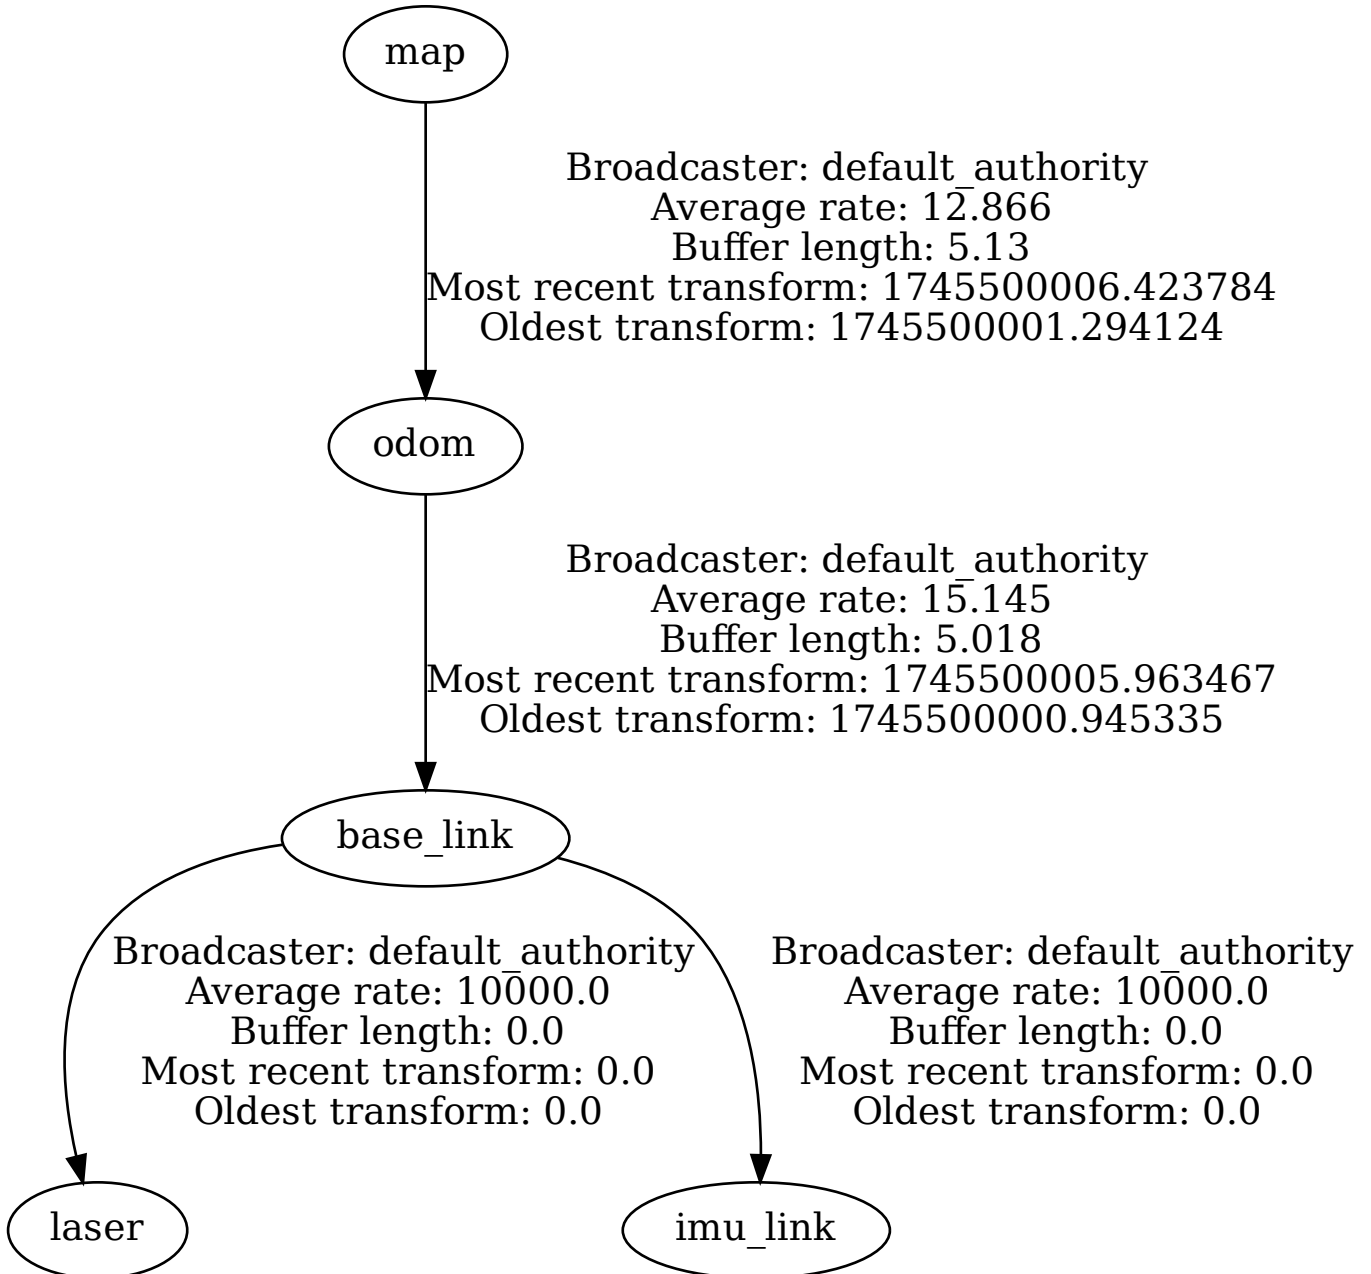 map
Broadcaster: default_authority
Average rate: 12.866
Buffer length: 5.13
Most recent transform: 1745500006.423784
Oldest transform: 1745500001.294124
odom
Broadcaster: default_authority
Average rate: 15.145
Buffer length: 5.018
Most recent transform: 1745500005.963467
Oldest transform: 1745500000.945335
base_link
Broadcaster: default_authority
Average rate: 10000.0
Buffer length: 0.0
Most recent transform: 0.0
Oldest transform: 0.0
Broadcaster: default_authority
Average rate: 10000.0
Buffer length: 0.0
Most recent transform: 0.0
Oldest transform: 0.0
laser
imu_link